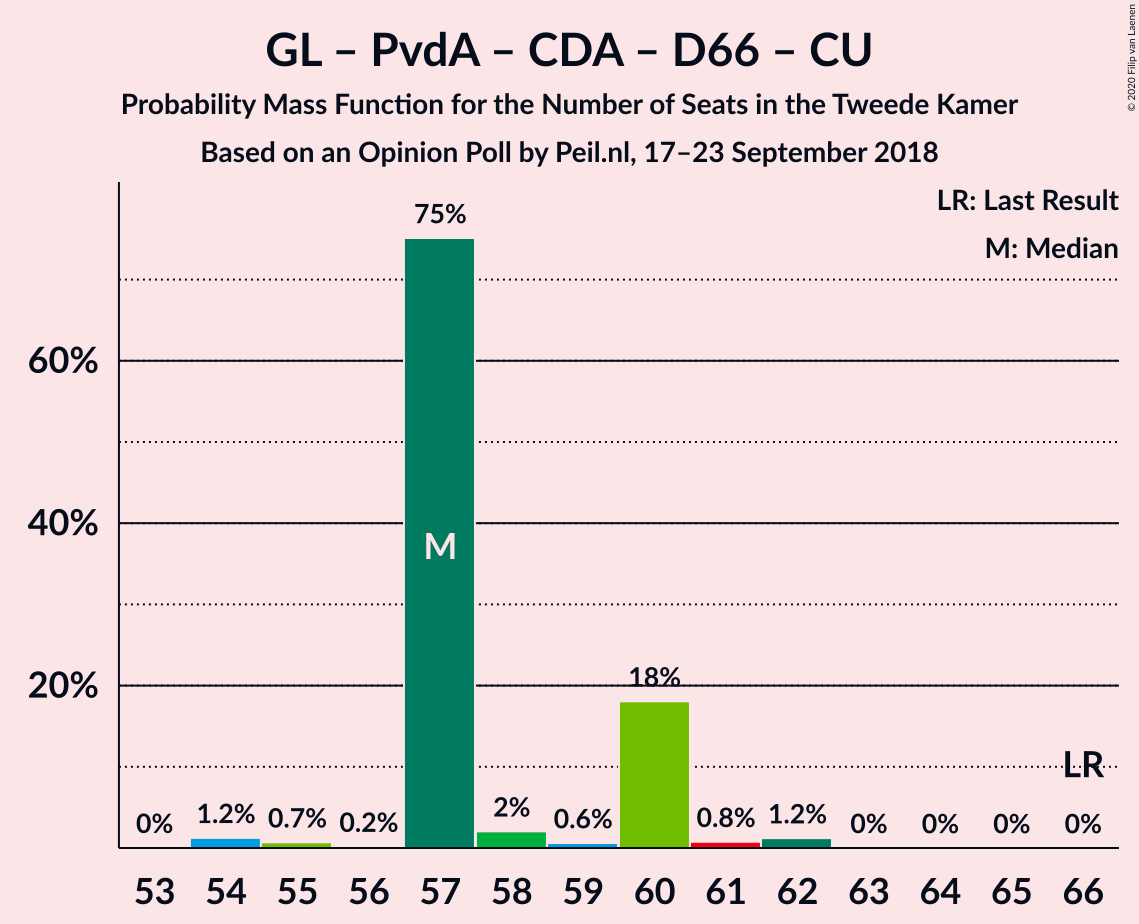 GL – PvdA – CDA – D66 – CU
Probability Mass Function for the Number of Seats in the Tweede Kamer
Based on an Opinion Poll by Peil.nl, 17–23 September 2018
© 2020 Filip van Laenen
LR: Last Result
M: Median
75%
60%
40%
M
18%
20%
LR
0%
1.2%
0.7%
0.2%
2%
0.6%
0.8%
1.2%
0%
0%
0%
0%
53 54 55 56 57 58 59 60 61 62 63 64 65 66